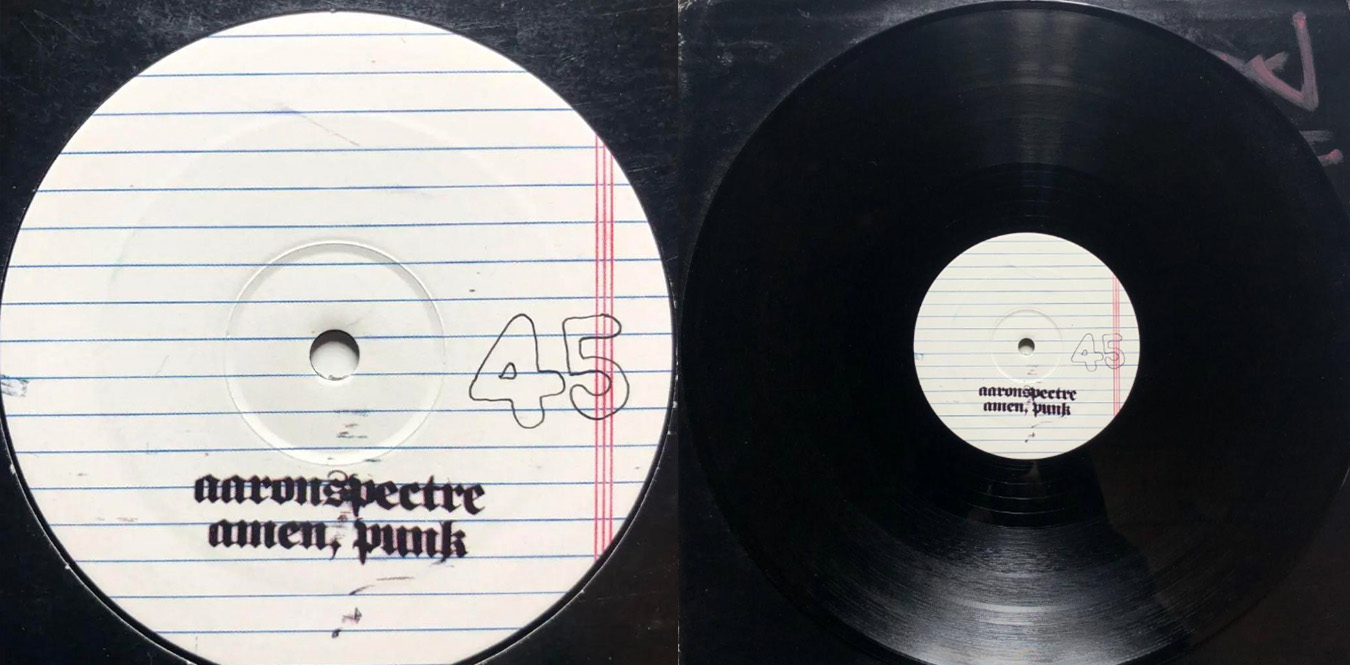 45
aaronspectre
amen, punk
45
aaronspectre
amen, punk